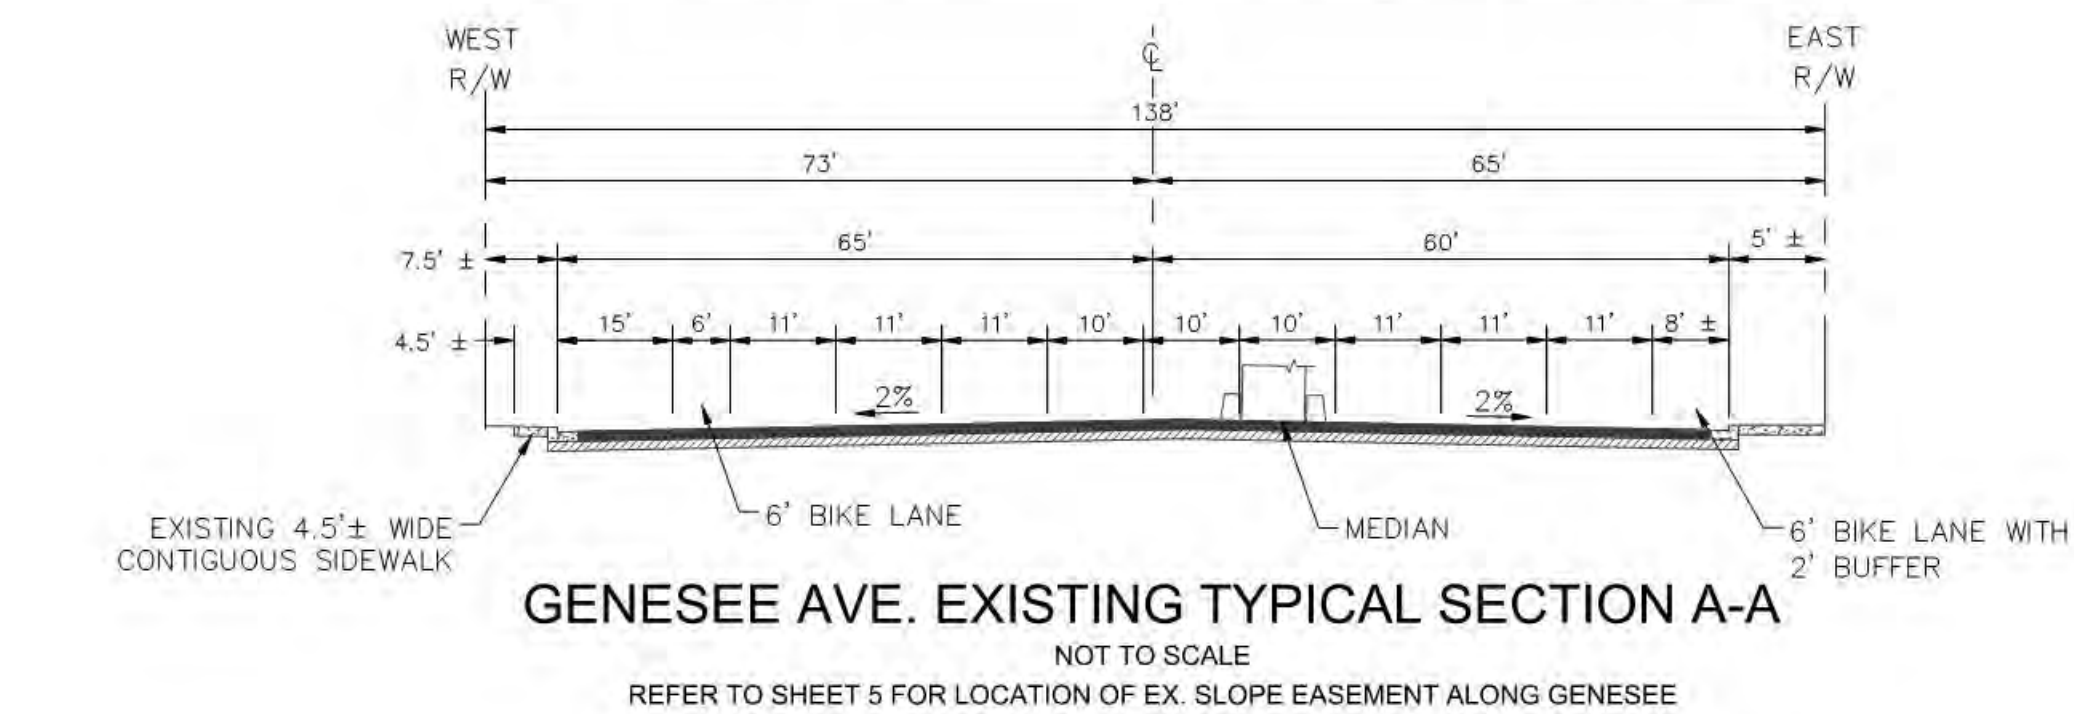 WEST
R/W
℄
EAST
R/W
138'
73'
65'
7.5' ±
65'
60'
5' ±
4.5' ±
15'
6'
11'
11'
11'
10'
10'
10'
11'
11'
11'
8' ±
2%
2%
EXISTING 4.5'± WIDE
CONTIGUOUS SIDEWALK
6' BIKE LANE
MEDIAN
6' BIKE LANE WITH
2' BUFFER
GENESEE AVE. EXISTING TYPICAL SECTION A-A
NOT TO SCALE
REFER TO SHEET 5 FOR LOCATION OF EX. SLOPE EASEMENT ALONG GENESEE